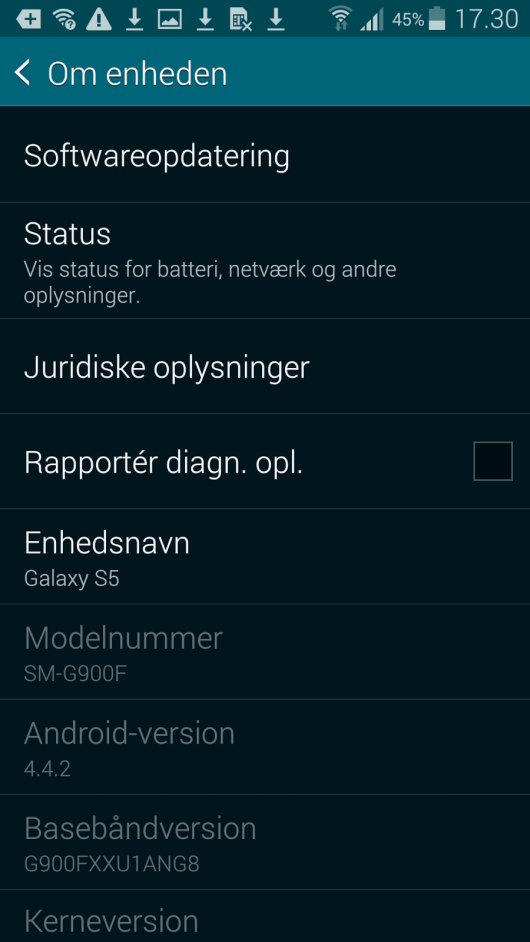 45% 17.30
Om enheden
Softwareopdatering
Status
Vis status for batteri, netværk og andre
oplysninger.
Juridiske oplysninger
Rapportér diagn. opl.
Enhedsnavn
Galaxy S5
Modelnummer
SM-G900F
Android-version
4.4.2
Basebåndversion
G900FXXU1ANG8
Kerneversion